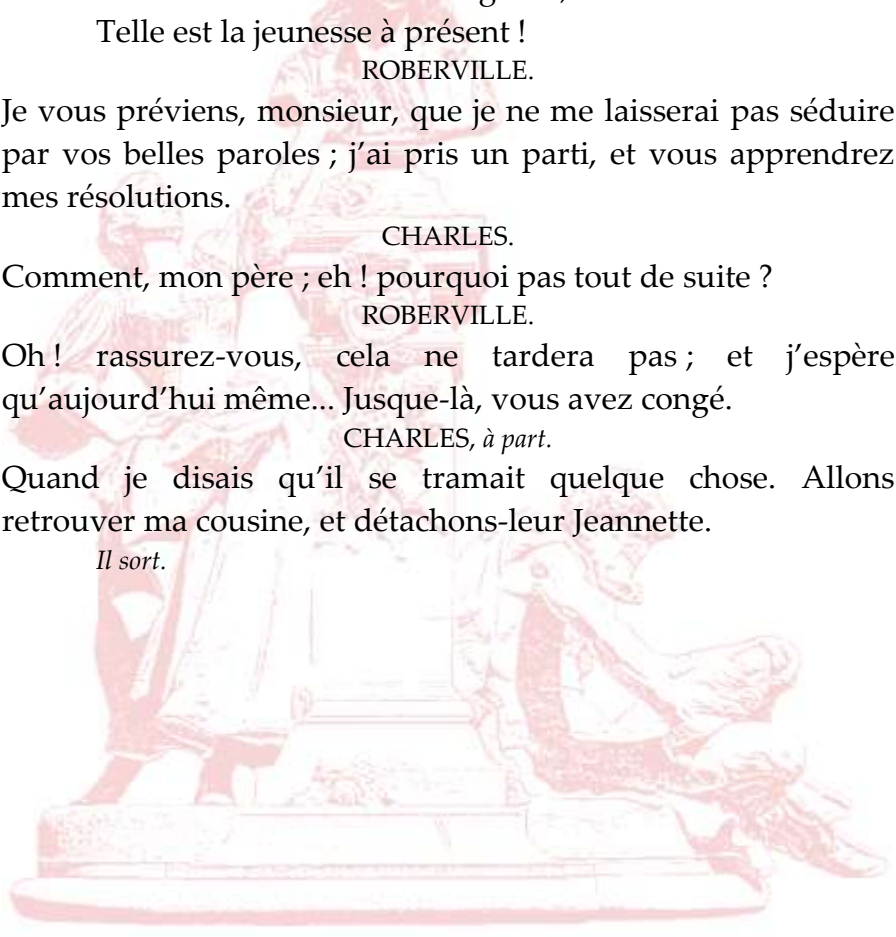 Telle est la jeunesse à présent !
ROBERVILLE.
Je vous préviens, monsieur, que je ne me laisserai pas séduire
par vos belles paroles ; j’ai pris un parti, et vous apprendrez
mes résolutions.
CHARLES.
Comment, mon père ; eh ! pourquoi pas tout de suite ?
ROBERVILLE.
Oh ! rassurez-vous, cela ne tardera pas ; et j’espère
qu’aujourd’hui même... Jusque-là, vous avez congé.
CHARLES, à part.
Quand je disais qu’il se tramait quelque chose. Allons
retrouver ma cousine, et détachons-leur Jeannette.
Il sort.